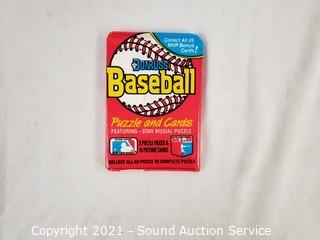 Collect All 26
MVP Bonus
Cards!
DONRUSS
Baseball
Puzzle and Cards
FEATURING - STAN MUSIAL PUZZLE
3 PUZZLE PIECES &
15 PICTURE CARDS
COLLECT ALL 63 PIECES TO COMPLETE PUZZLE
Copyright 2021 - Sound Auction Service